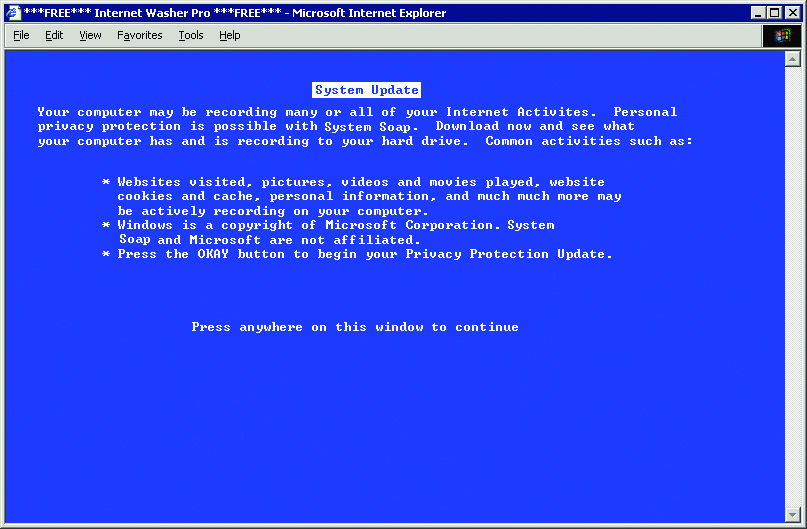 ***FREE*** Internet Washer Pro ***FREE*** - Microsoft Internet Explorer
File Edit View Favorites Tools Help
System Update
Your computer may be recording many or all of your Internet Activites. Personal
privacy protection is possible with System Soap. Download now and see what
your computer has and is recording to your hard drive. Common activities such as:
* Websites visited, pictures, videos and movies played, website
cookies and cache, personal information, and much much more may
be actively recording on your computer.
* Windows is a copyright of Microsoft Corporation. System
Soap and Microsoft are not affiliated.
* Press the OKAY button to begin your Privacy Protection Update.
Press anywhere on this window to continue